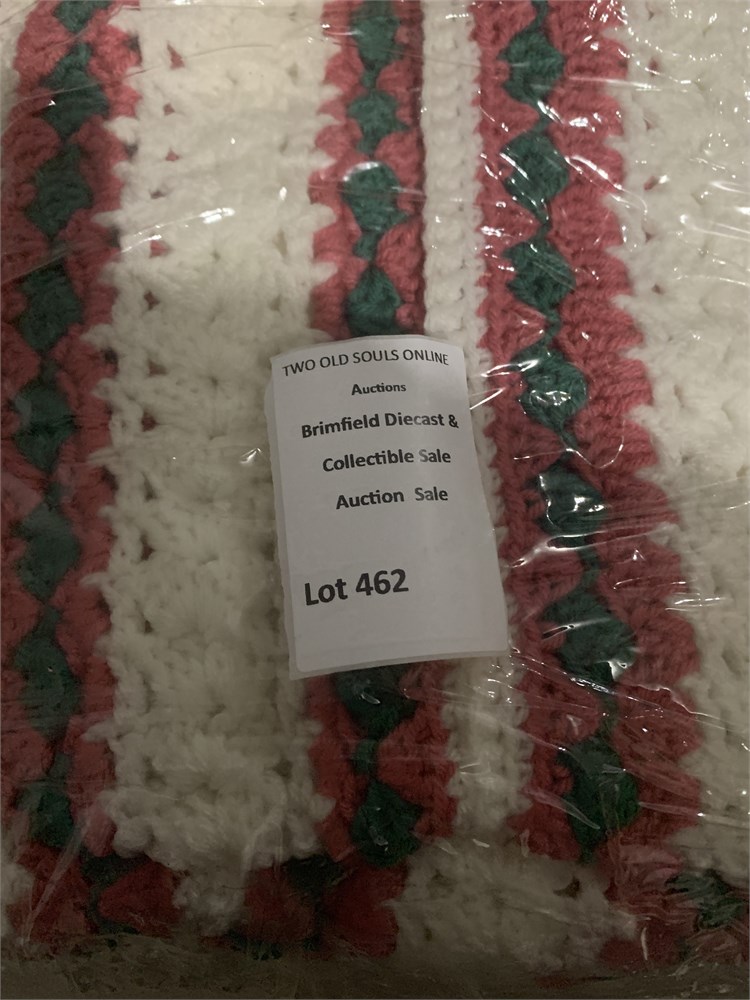 TWO OLD SOULS ONLINE
Auctions
Brimfield Diecast &
Collectible Sale
Auction Sale
Lot 462